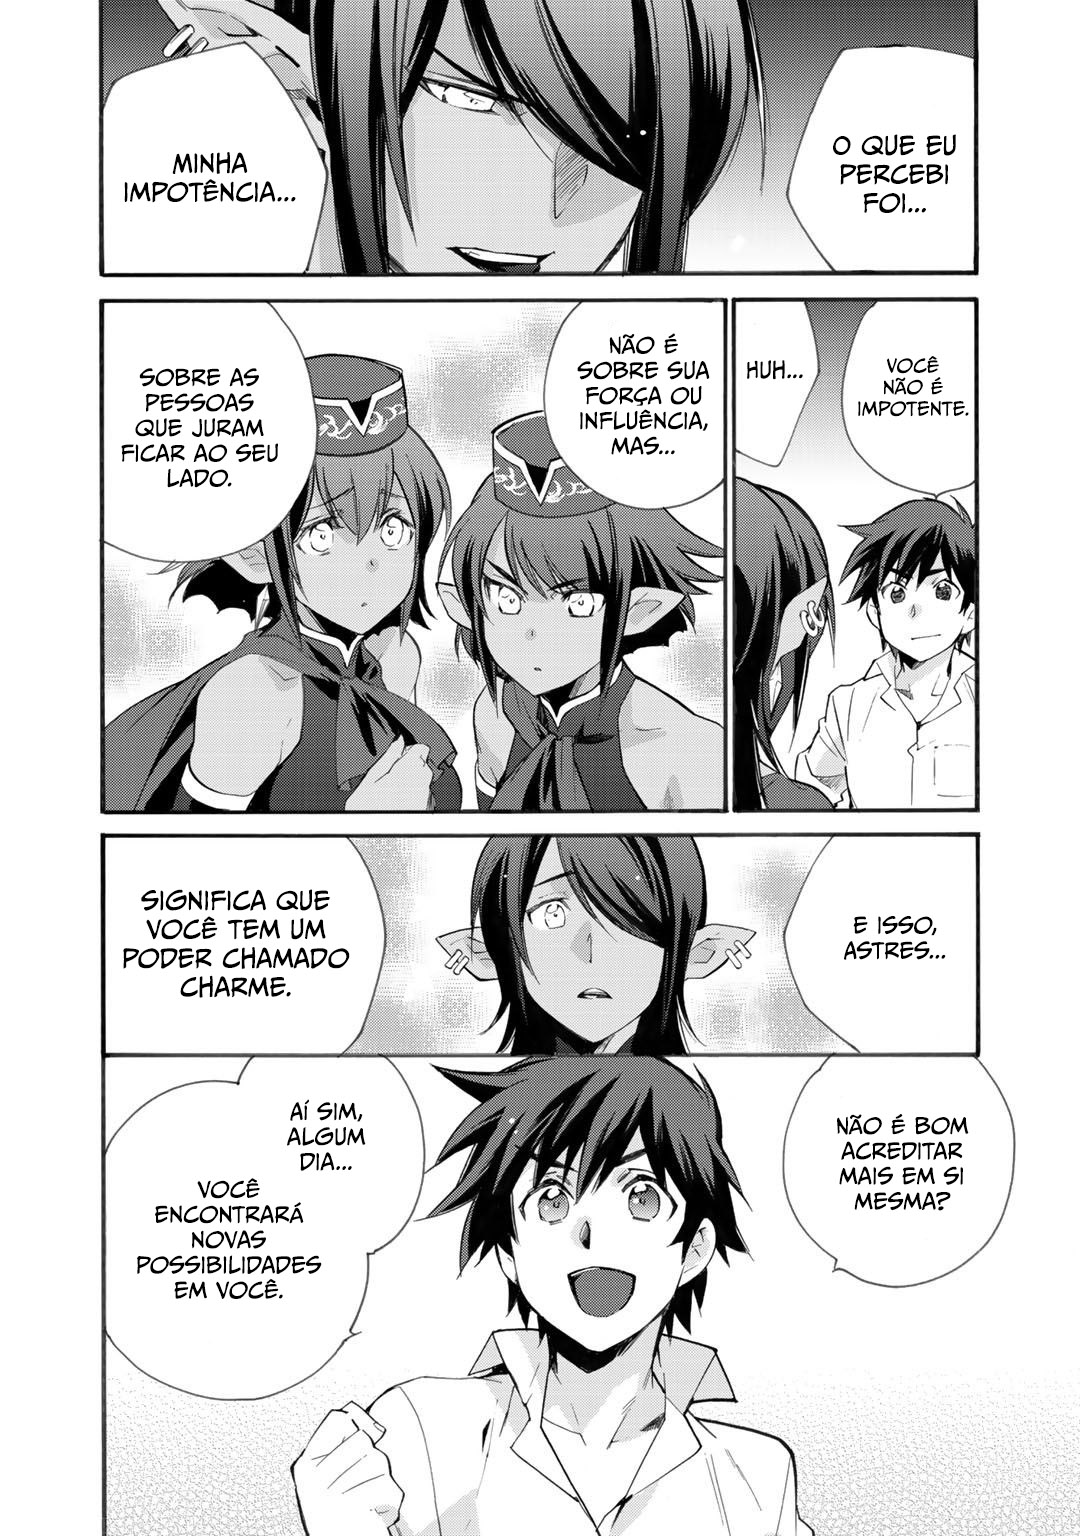 O QUE EU
PERCEBI
FOI...
MINHA
IMPOTÊNCIA...
VOCÊ
NÃO É
IMPOTENTE.
HUH...
NÃO É
SOBRE SUA
FORÇA OU
INFLUÊNCIA,
MAS...
SOBRE AS
PESSOAS
QUE JURAM
FICAR AO SEU
LADO.
E ISSO,
ASTRES...
SIGNIFICA QUE
VOCÊ TEM UM
PODER CHAMADO
CHARME.
NÃO É BOM
ACREDITAR
MAIS EM SI
MESMA?
AÍ SIM,
ALGUM
DIA...
VOCÊ
ENCONTRARÁ
NOVAS
POSSIBILIDADES
EM VOCÊ.